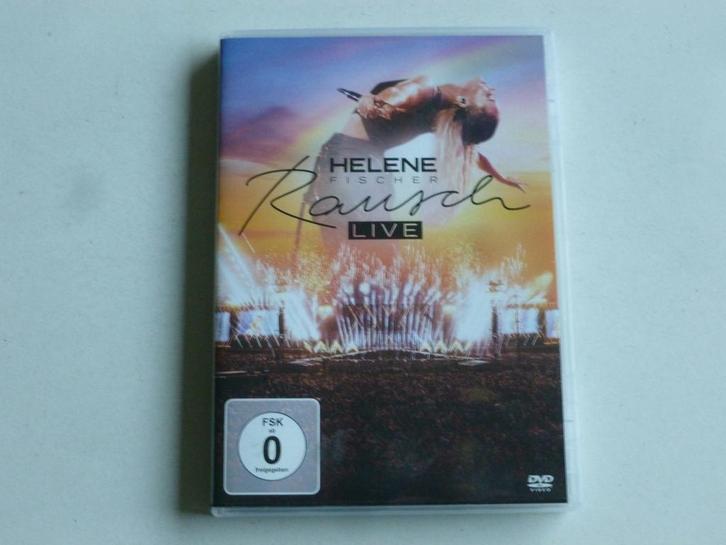 HELENE
FISCHER
Rausch
LIVE
FSK
ab
0
freigegeben
DVD
VIDEO